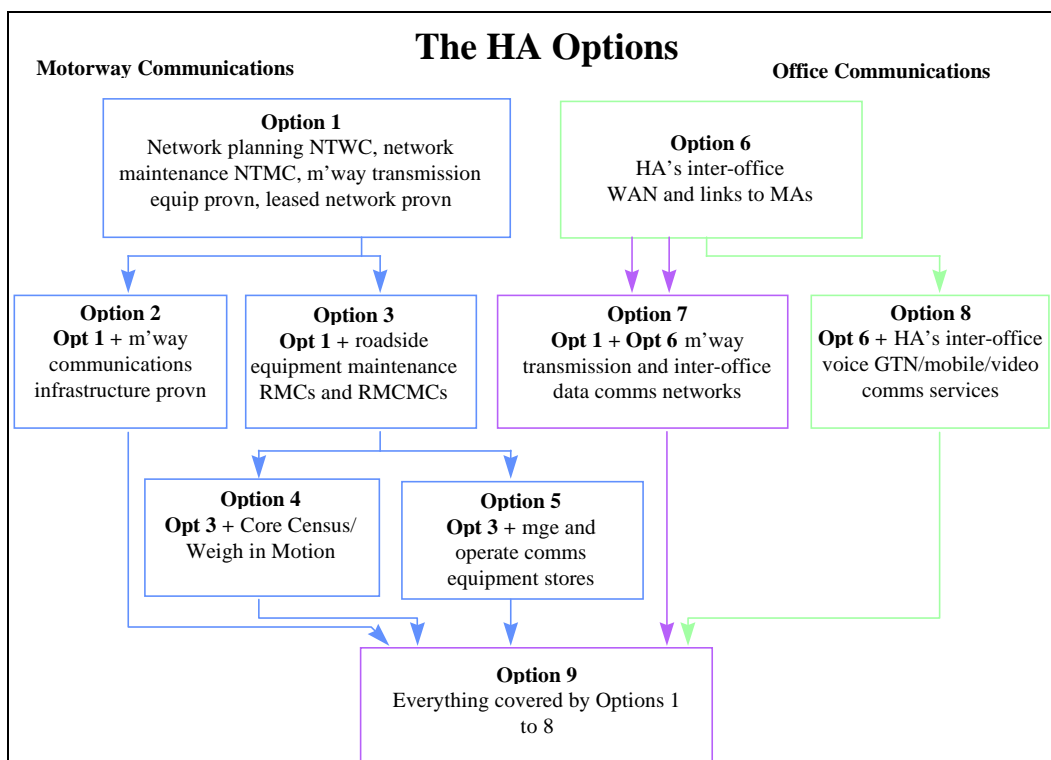 The HA Options
Motorway Communications
Office Communications
Option 1
Network planning NTWC, network
maintenance NTMC, m’way transmission
equip provn, leased network provn
Option 6
HA’s inter-office
WAN and links to MAs
Option 2
Opt 1 + m’way
communications
infrastructure provn
Option 3
Opt 1 + roadside
equipment maintenance
RMCs and RMCMCs
Option 7
Opt 1 + Opt 6 m’way
transmission and inter-office
data comms networks
Option 8
Opt 6 + HA’s inter-office
voice GTN/mobile/video
comms services
Option 4
Opt 3 + Core Census/
Weigh in Motion
Option 5
Opt 3 + mge and
operate comms
equipment stores
Option 9
Everything covered by Options 1
to 8